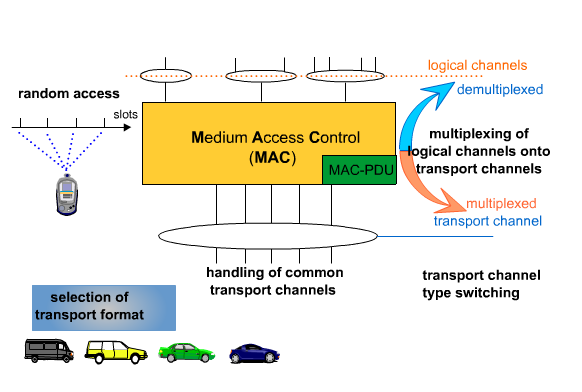 logical channels
random access
demultiplexed
slots
Medium Access Control
(MAC)
multiplexing of
logical channels onto
transport channels
MAC-PDU
multiplexed
transport channel
handling of common
transport channels
transport channel
type switching
selection of
transport format